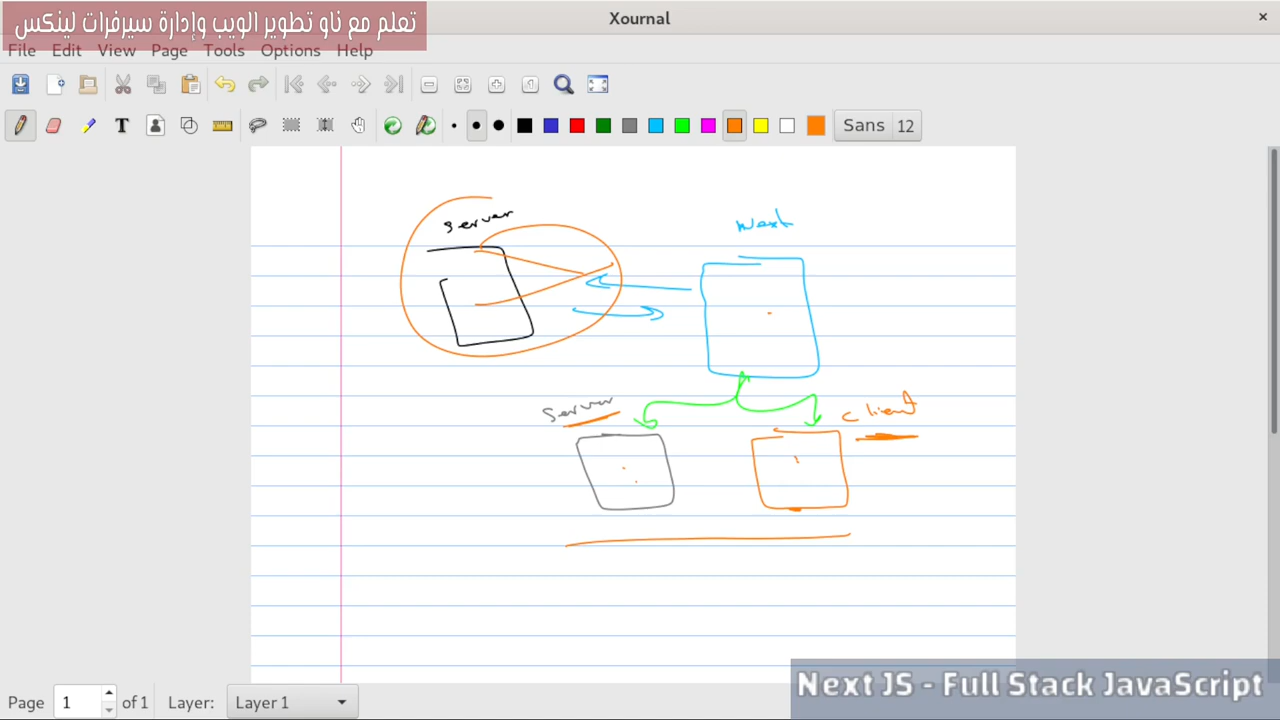 تعلم مع ناو تطوير الويب وإدارة سيرفرات لينكس
Xournal
File Edit View Page Tools Options Help
Sans 12
Server
Next
Server
Client
Page 1 of 1 Layer: Layer 1
Next JS - Full Stack JavaScript